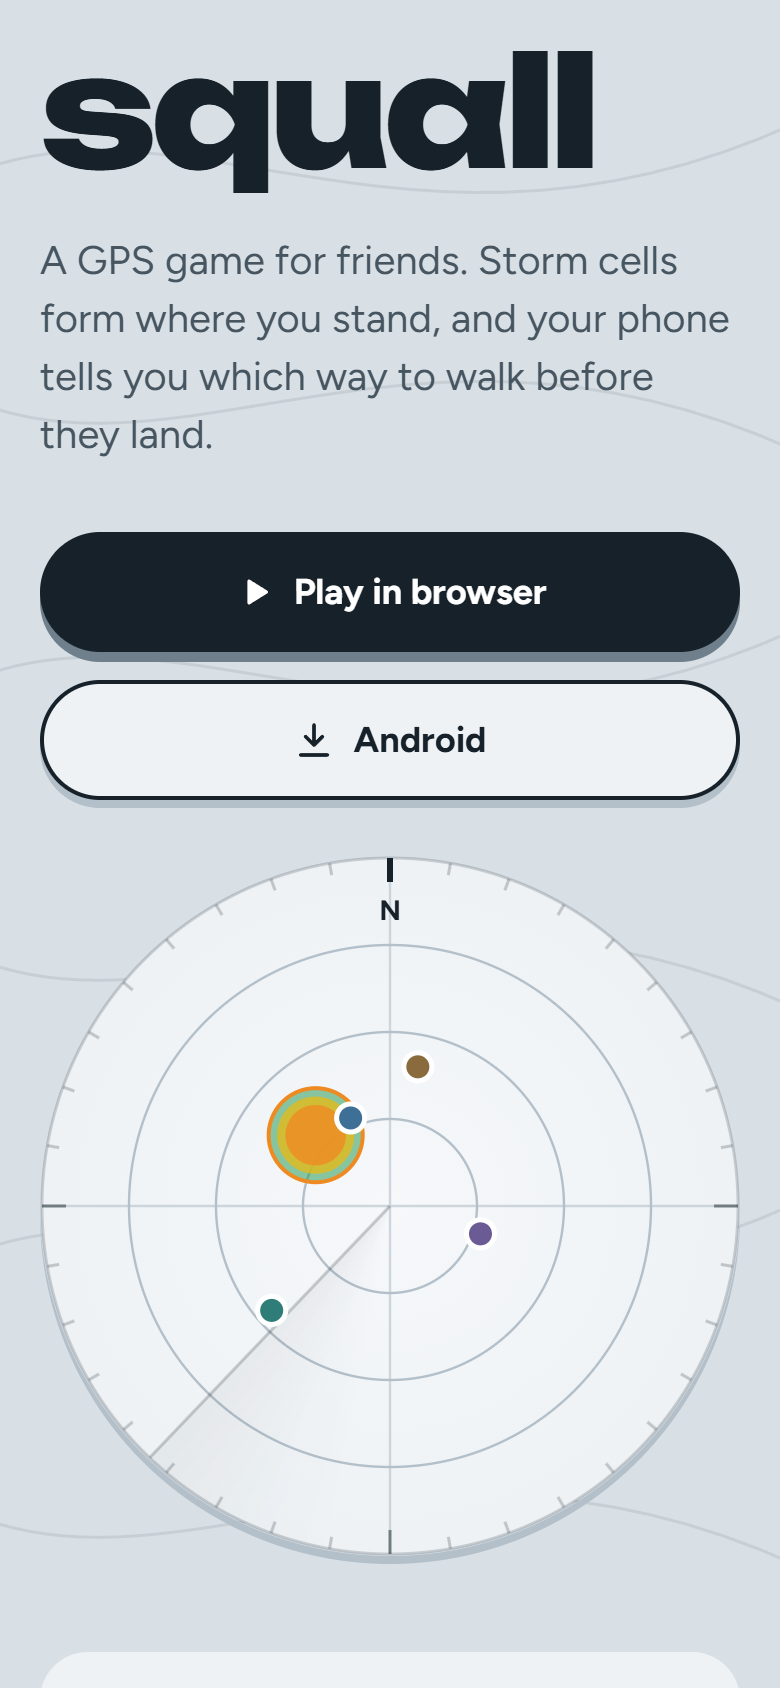 squall
A GPS game for friends. Storm cells
form where you stand, and your phone
tells you which way to walk before
they land.
Play in browser
Android
N